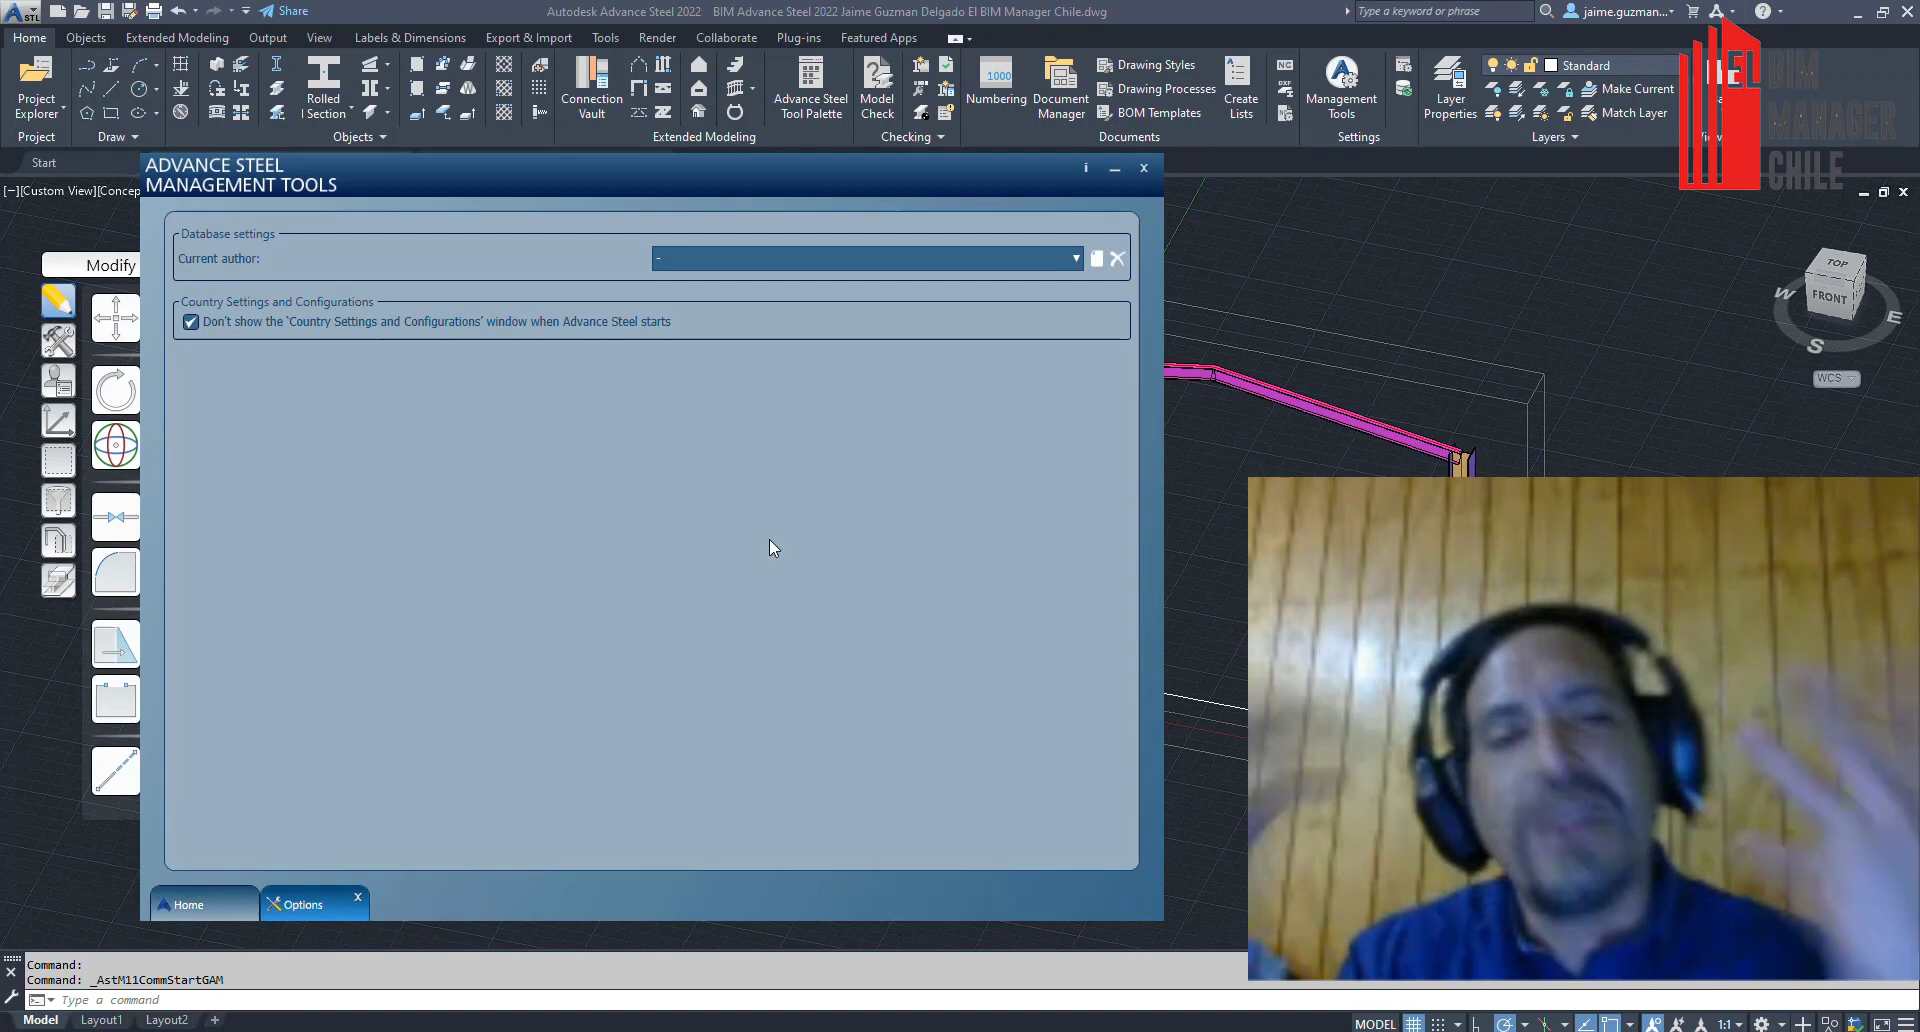 STL
Share
Autodesk Advance Steel 2022 BIM Advance Steel 2022 Jaime Guzman Delgado El BIM Manager Chile.dwg
Type a keyword or phrase
jaime.guzman...
Home Objects Extended Modeling Output View Labels & Dimensions Export & Import Tools Render Collaborate Plug-ins Featured Apps
Project Explorer
Project
Draw
Rolled I Section
Objects
Connection Vault
Extended Modeling
Advance Steel Tool Palette
Model Check
Checking
1000
Numbering
Document Manager
Drawing Styles
Drawing Processes
BOM Templates
Create Lists
Documents
NC
DXF
Management Tools
Settings
Layer Properties
Standard
Make Current
Match Layer
Layers
EL BIM
MANAGER
CHILE
Start
[−][Custom View][Concep
Modify
ADVANCE STEEL
MANAGEMENT TOOLS
i
x
Database settings
Current author:
-
Country Settings and Configurations
Don't show the 'Country Settings and Configurations' window when Advance Steel starts
Home
Options
x
TOP
FRONT
W
S
E
WCS
Command:
Command: _AstM11CommStartGAM
Type a command
Model Layout1 Layout2 +
MODEL
1:1